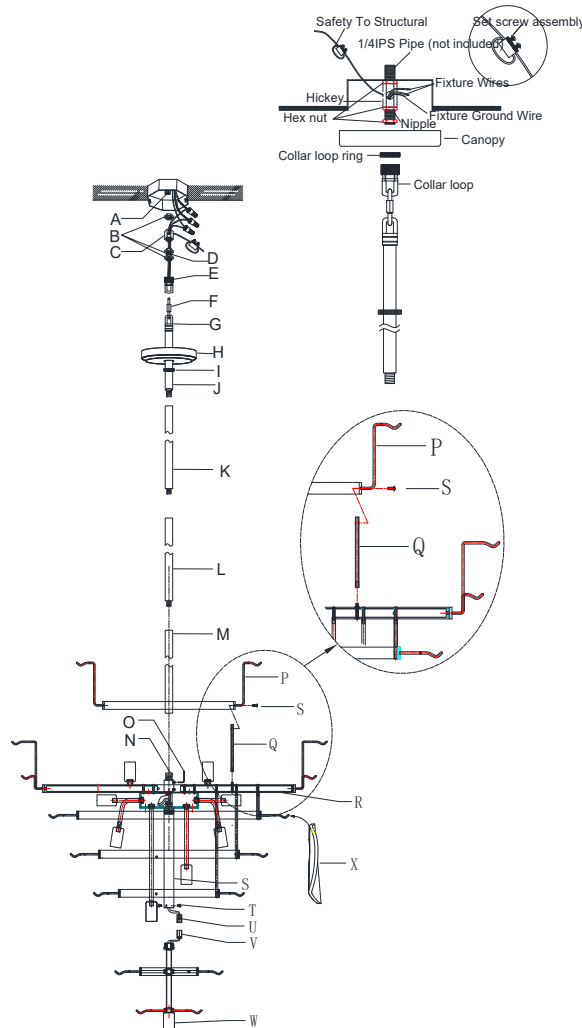 Safety To Structural
Set screw assembly
1/4IPS Pipe (not included)
Fixture Wires
Hickey
Fixture Ground Wire
Hex nut
Nipple
Canopy
Collar loop ring
Collar loop
A
B
C
D
E
F
G
H
I
J
K
L
M
P
S
Q
P
S
O
N
Q
R
X
S
T
U
V
W